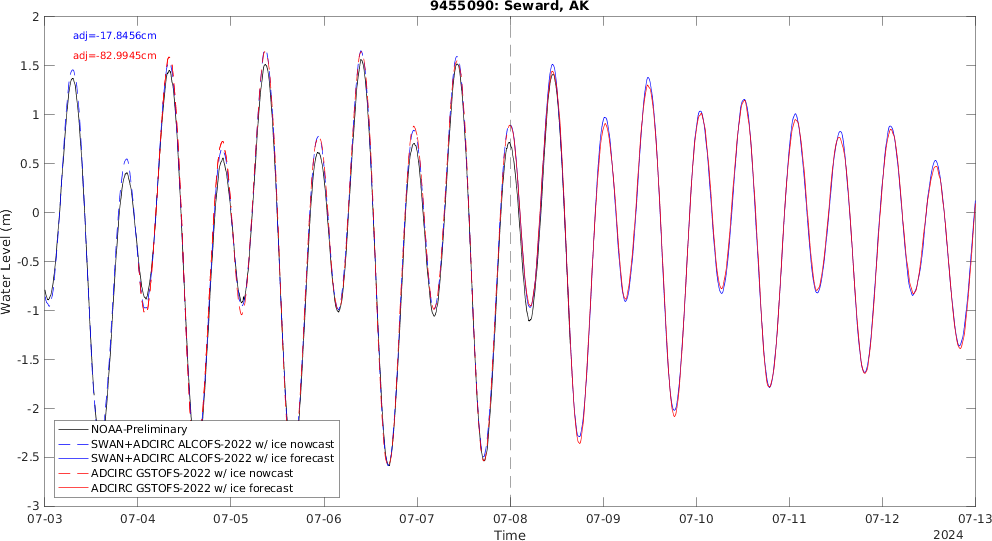 9455090: Seward, AK
adj=-17.8456cm
adj=-82.9945cm
Water Level (m)
2
1.5
1
0.5
0
-0.5
-1
-1.5
-2
-2.5
-3
NOAA-Preliminary
SWAN+ADCIRC ALCOFS-2022 w/ ice nowcast
SWAN+ADCIRC ALCOFS-2022 w/ ice forecast
ADCIRC GSTOFS-2022 w/ ice nowcast
ADCIRC GSTOFS-2022 w/ ice forecast
07-03 07-04 07-05 07-06 07-07 07-08 07-09 07-10 07-11 07-12 07-13
Time
2024